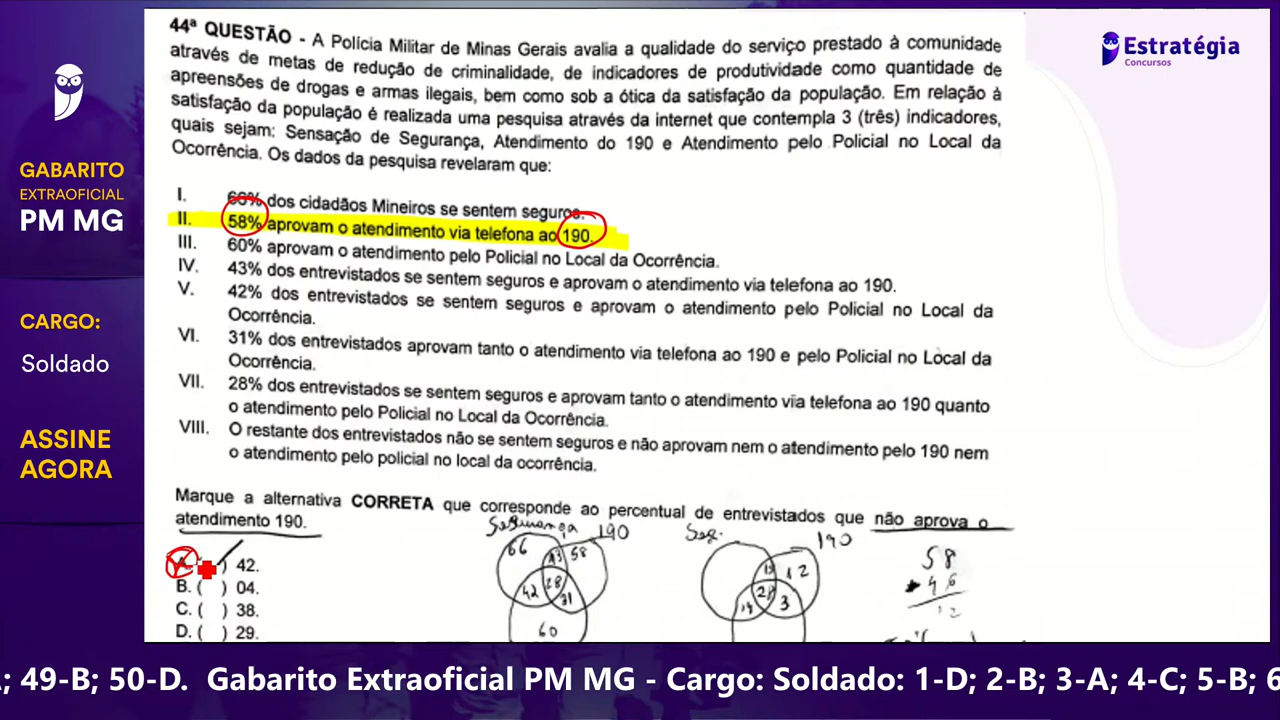 44ª QUESTÃO - A Polícia Militar de Minas Gerais avalia a qualidade do serviço prestado à comunidade
através de metas de redução de criminalidade, de indicadores de produtividade como quantidade de
apreensões de drogas e armas ilegais, bem como sob a ótica da satisfação da população. Em relação à
satisfação da população é realizada uma pesquisa através da internet que contempla 3 (três) indicadores,
quais sejam: Sensação de Segurança, Atendimento do 190 e Atendimento pelo Policial no Local da
Ocorrência. Os dados da pesquisa revelaram que:
I. 66% dos cidadãos Mineiros se sentem seguros.
II. 58% aprovam o atendimento via telefona ao 190.
III. 60% aprovam o atendimento pelo Policial no Local da Ocorrência.
IV. 43% dos entrevistados se sentem seguros e aprovam o atendimento via telefona ao 190.
V. 42% dos entrevistados se sentem seguros e aprovam o atendimento pelo Policial no Local da
Ocorrência.
VI. 31% dos entrevistados aprovam tanto o atendimento via telefona ao 190 e pelo Policial no Local da
Ocorrência.
VII. 28% dos entrevistados se sentem seguros e aprovam tanto o atendimento via telefona ao 190 quanto
o atendimento pelo Policial no Local da Ocorrência.
VIII. O restante dos entrevistados não se sentem seguros e não aprovam nem o atendimento pelo 190 nem
o atendimento pelo policial no local da ocorrência.
Marque a alternativa CORRETA que corresponde ao percentual de entrevistados que não aprova o
atendimento 190.
A. ( ) 42.
B. ( ) 04.
C. ( ) 38.
D. ( ) 29.
Segurança 190
66 43 58
42 28 31
60
Seg. 190
15 12
28
14 3
58
46
12
Estratégia
Concursos
GABARITO
EXTRAOFICIAL
PM MG
CARGO:
Soldado
ASSINE
AGORA
; 49-B; 50-D. Gabarito Extraoficial PM MG - Cargo: Soldado: 1-D; 2-B; 3-A; 4-C; 5-B; 6